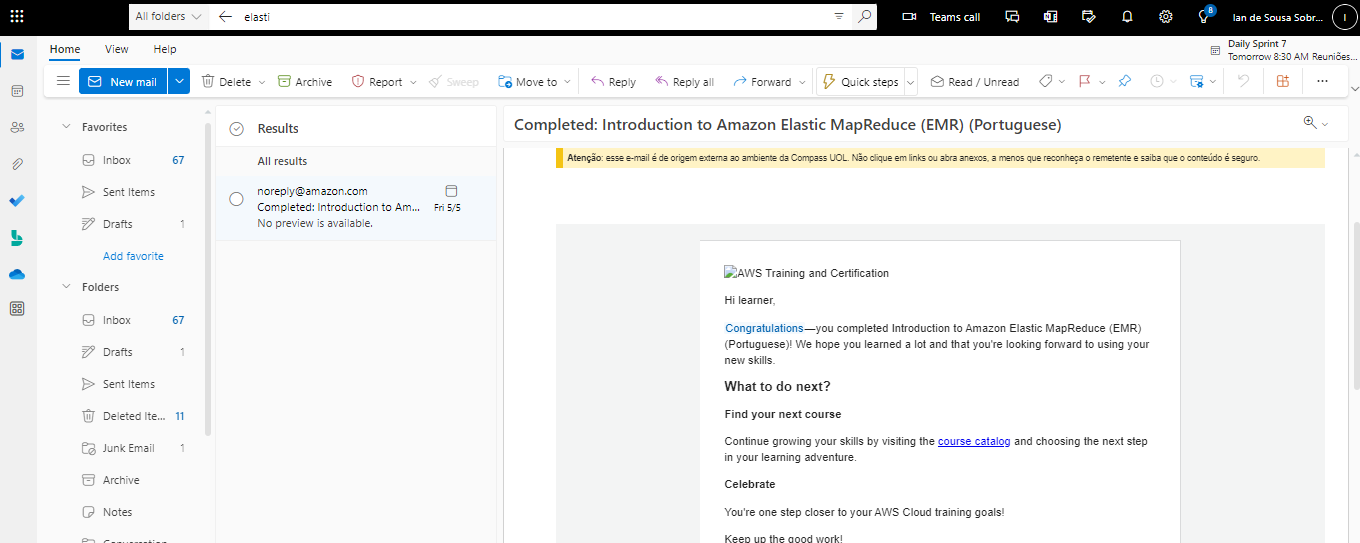 All folders
elasti
Teams call
8
Ian de Sousa Sobr...
I
Home
View
Help
Daily Sprint 7
Tomorrow 8:30 AM Reuniões...
New mail
Delete
Archive
Report
Sweep
Move to
Reply
Reply all
Forward
Quick steps
Read / Unread
Favorites
Inbox 67
Sent Items
Drafts 1
Add favorite
Folders
Inbox 67
Drafts 1
Sent Items
Deleted Ite... 11
Junk Email 1
Archive
Notes
Conversation
Results
All results
noreply@amazon.com
Completed: Introduction to Am... Fri 5/5
No preview is available.
Completed: Introduction to Amazon Elastic MapReduce (EMR) (Portuguese)
Atenção: esse e-mail é de origem externa ao ambiente da Compass UOL. Não clique em links ou abra anexos, a menos que reconheça o remetente e saiba que o conteúdo é seguro.
AWS Training and Certification
Hi learner,
Congratulations—you completed Introduction to Amazon Elastic MapReduce (EMR)
(Portuguese)! We hope you learned a lot and that you're looking forward to using your
new skills.
What to do next?
Find your next course
Continue growing your skills by visiting the course catalog and choosing the next step
in your learning adventure.
Celebrate
You're one step closer to your AWS Cloud training goals!
Keep up the good work!